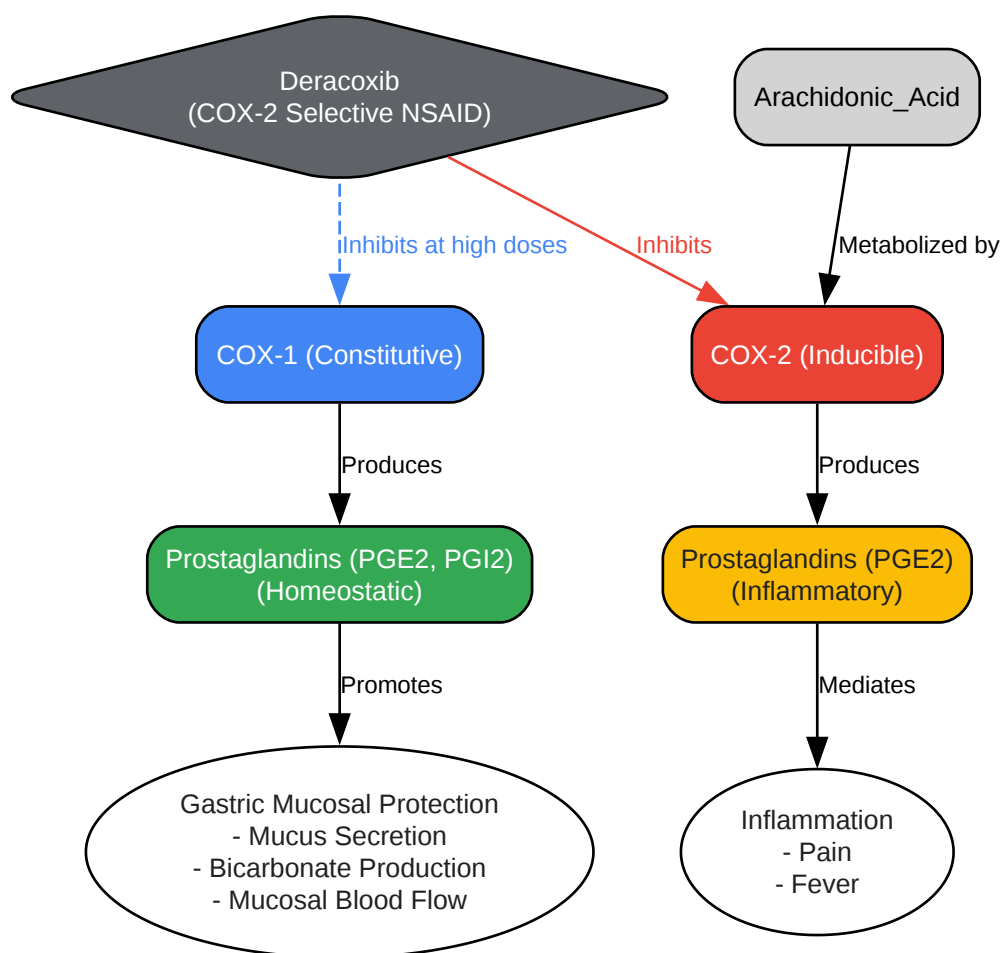 Deracoxib
(COX-2 Selective NSAID)
Arachidonic_Acid
Inhibits at high doses
Inhibits
Metabolized by
COX-1 (Constitutive)
COX-2 (Inducible)
Produces
Produces
Prostaglandins (PGE2, PGI2)
(Homeostatic)
Prostaglandins (PGE2)
(Inflammatory)
Promotes
Mediates
Gastric Mucosal Protection
- Mucus Secretion
- Bicarbonate Production
- Mucosal Blood Flow
Inflammation
- Pain
- Fever